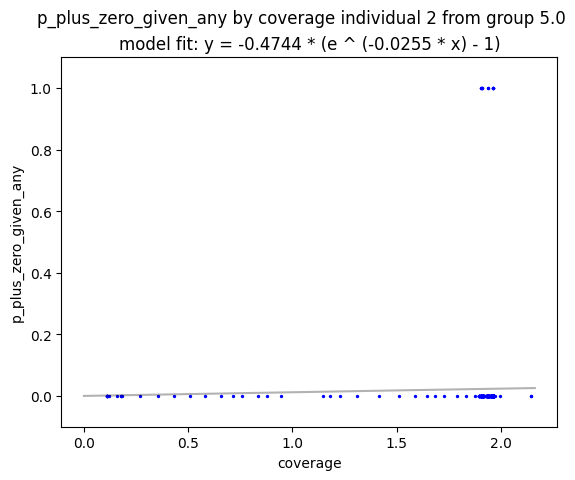 p_plus_zero_given_any by coverage individual 2 from group 5.0
model fit: y = -0.4744 * (e ^ (-0.0255 * x) - 1)
1.0
0.8
0.6
0.4
0.2
0.0
p_plus_zero_given_any
0.0 0.5 1.0 1.5 2.0
coverage